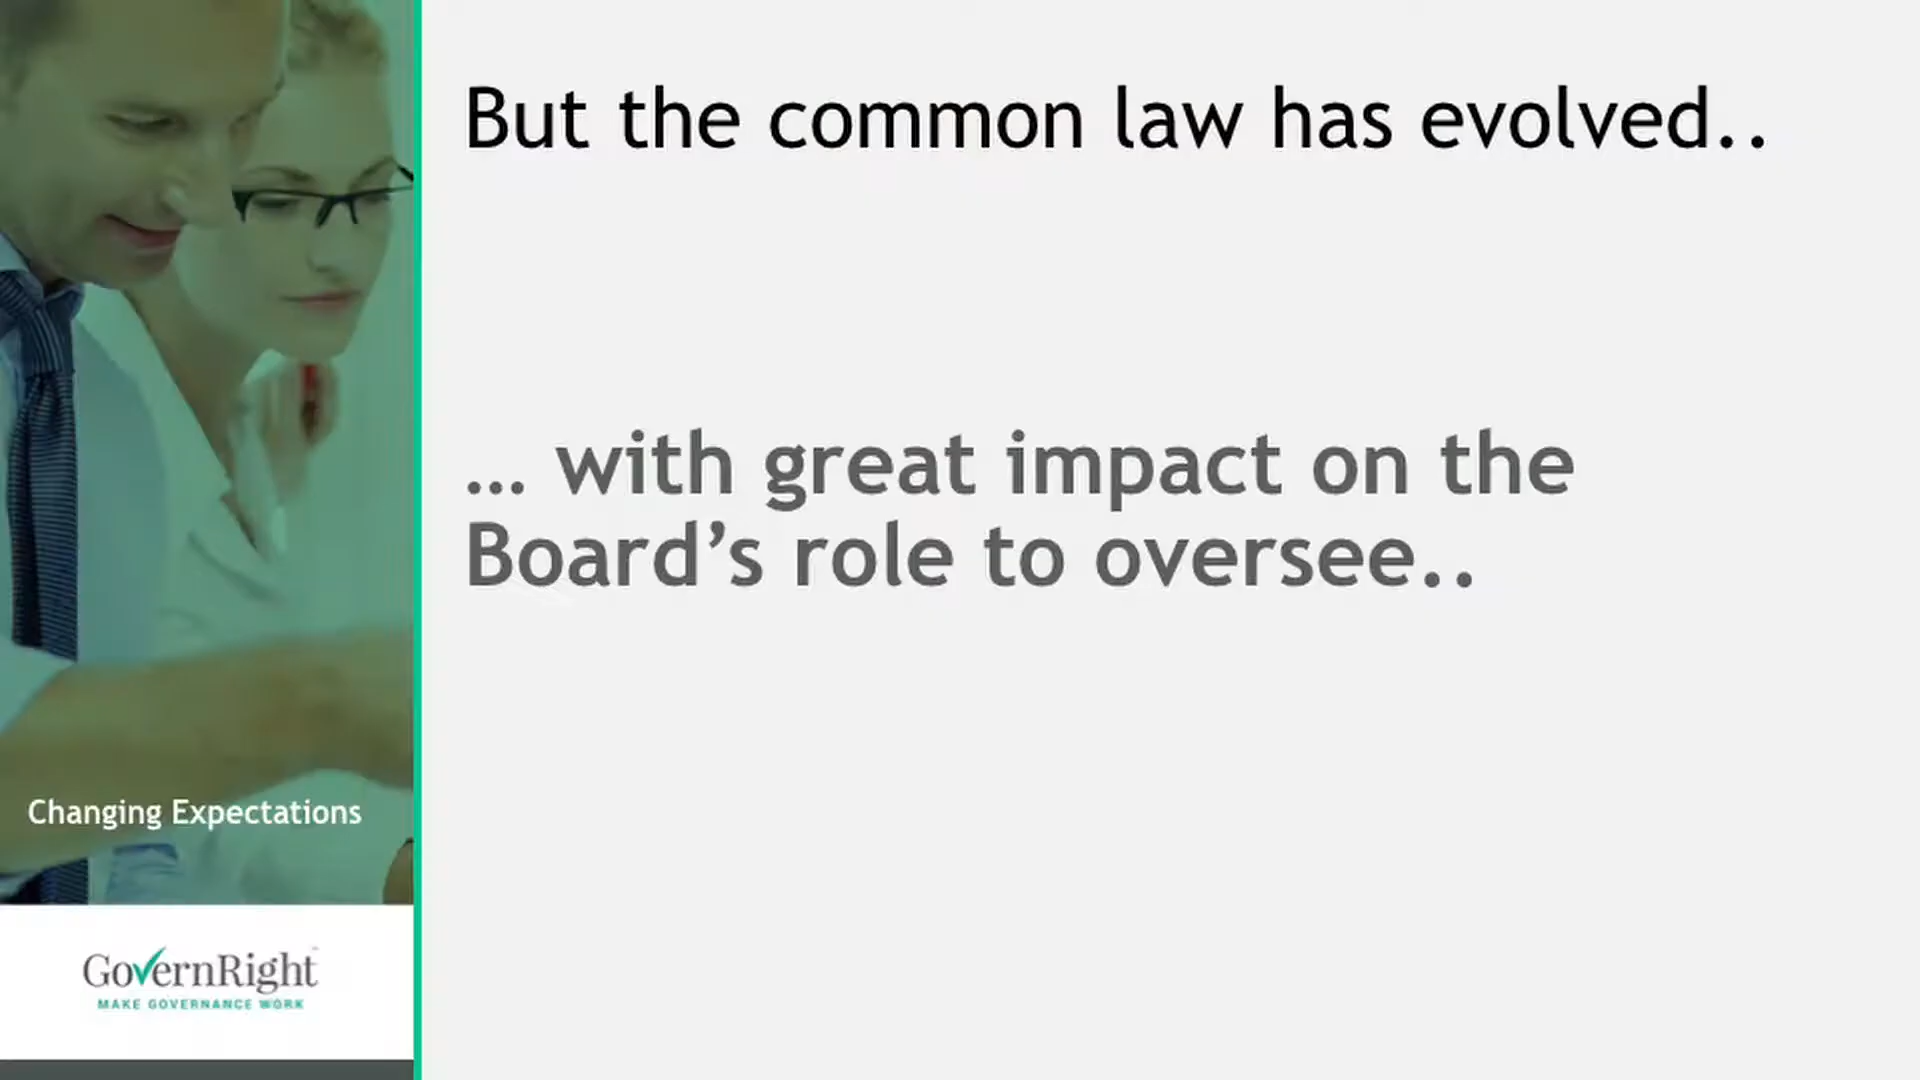 But the common law has evolved..
… with great impact on the
Board’s role to oversee..
Changing Expectations
GovernRight
MAKE GOVERNANCE WORK